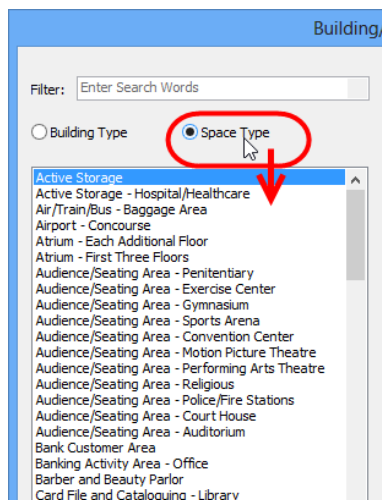 Building/
Filter: Enter Search Words
Building Type Space Type
Active Storage
Active Storage - Hospital/Healthcare
Air/Train/Bus - Baggage Area
Airport - Concourse
Atrium - Each Additional Floor
Atrium - First Three Floors
Audience/Seating Area - Penitentiary
Audience/Seating Area - Exercise Center
Audience/Seating Area - Gymnasium
Audience/Seating Area - Sports Arena
Audience/Seating Area - Convention Center
Audience/Seating Area - Motion Picture Theatre
Audience/Seating Area - Performing Arts Theatre
Audience/Seating Area - Religious
Audience/Seating Area - Police/Fire Stations
Audience/Seating Area - Court House
Audience/Seating Area - Auditorium
Bank Customer Area
Banking Activity Area - Office
Barber and Beauty Parlor
Card File and Cataloguing - Library